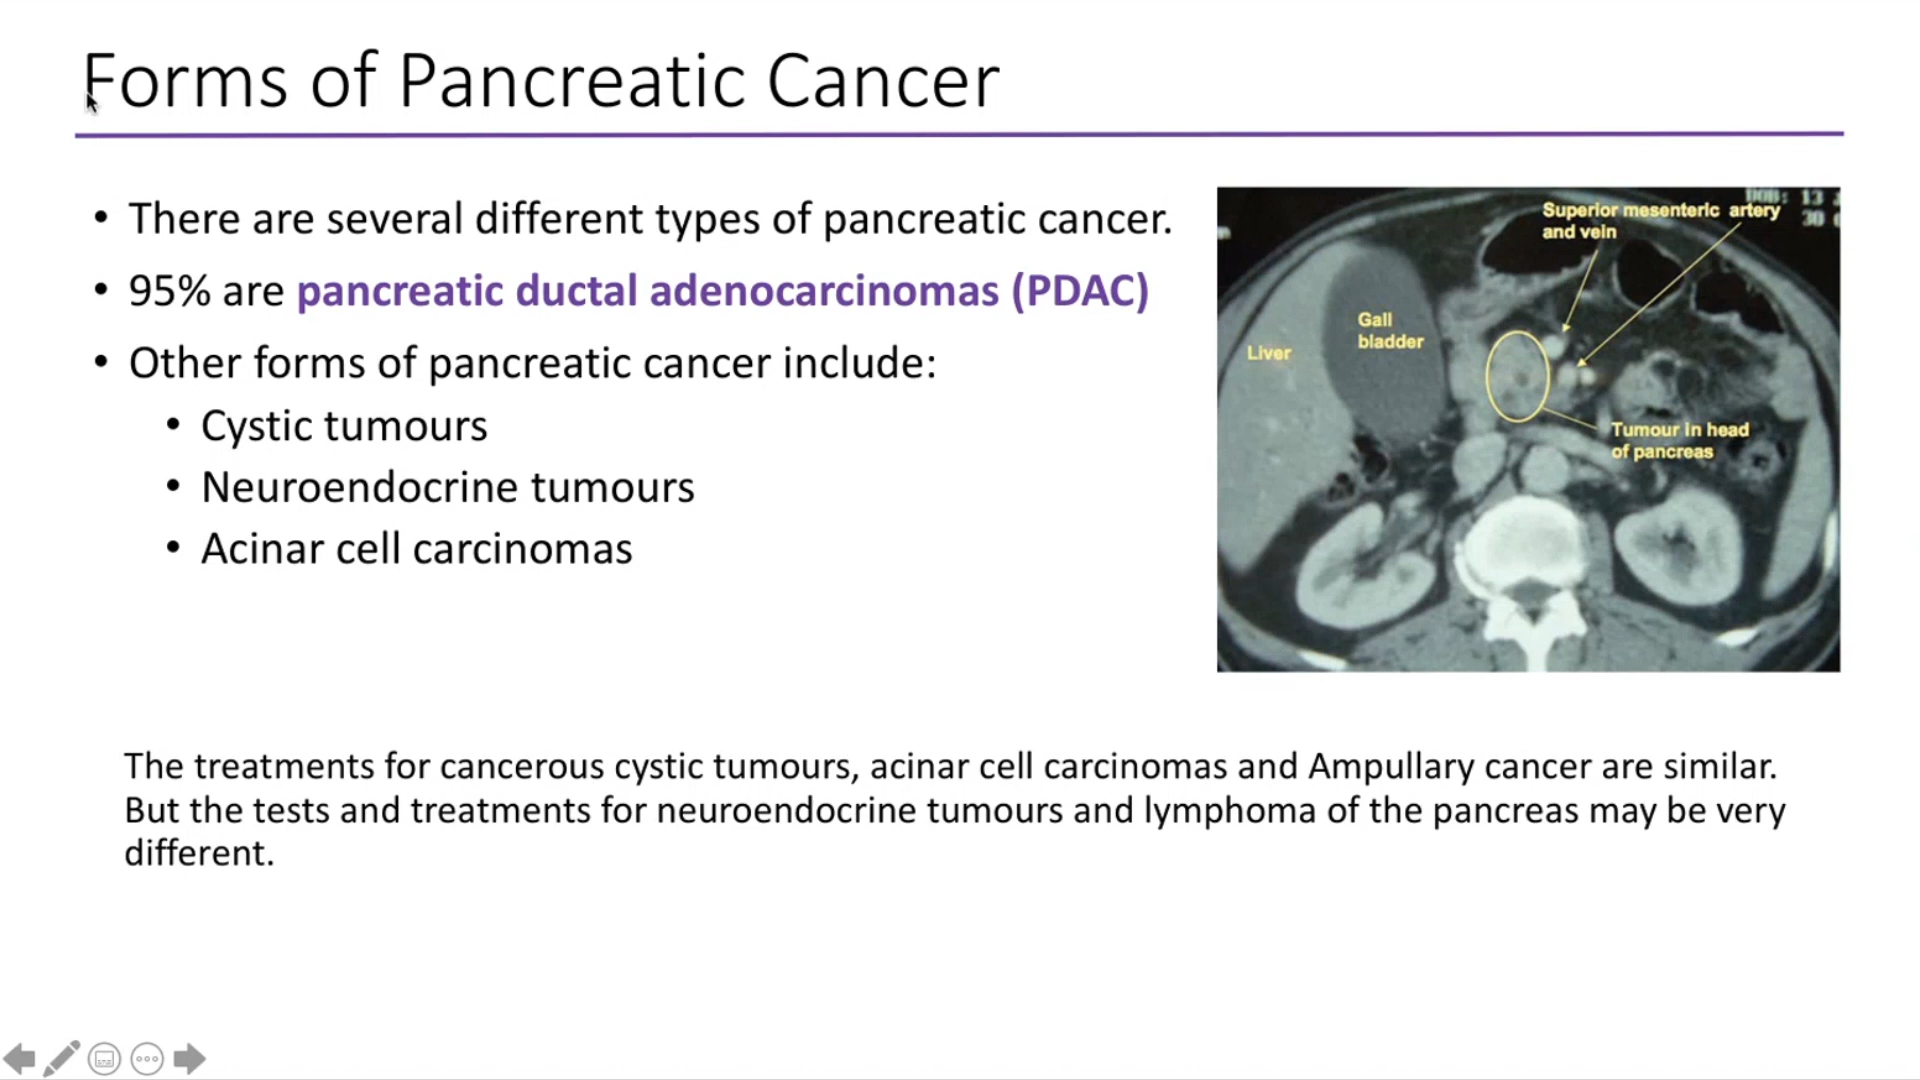 Forms of Pancreatic Cancer
• There are several different types of pancreatic cancer.
• 95% are pancreatic ductal adenocarcinomas (PDAC)
• Other forms of pancreatic cancer include:
• Cystic tumours
• Neuroendocrine tumours
• Acinar cell carcinomas
13
30
Superior mesenteric artery
and vein
Gall
bladder
Liver
Tumour in head
of pancreas
The treatments for cancerous cystic tumours, acinar cell carcinomas and Ampullary cancer are similar.
But the tests and treatments for neuroendocrine tumours and lymphoma of the pancreas may be very
different.